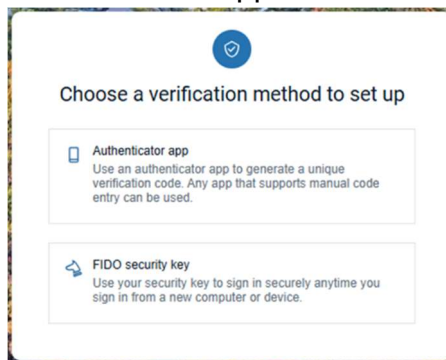 Choose a verification method to set up
Authenticator app
Use an authenticator app to generate a unique
verification code. Any app that supports manual code
entry can be used.
FIDO security key
Use your security key to sign in securely anytime you
sign in from a new computer or device.